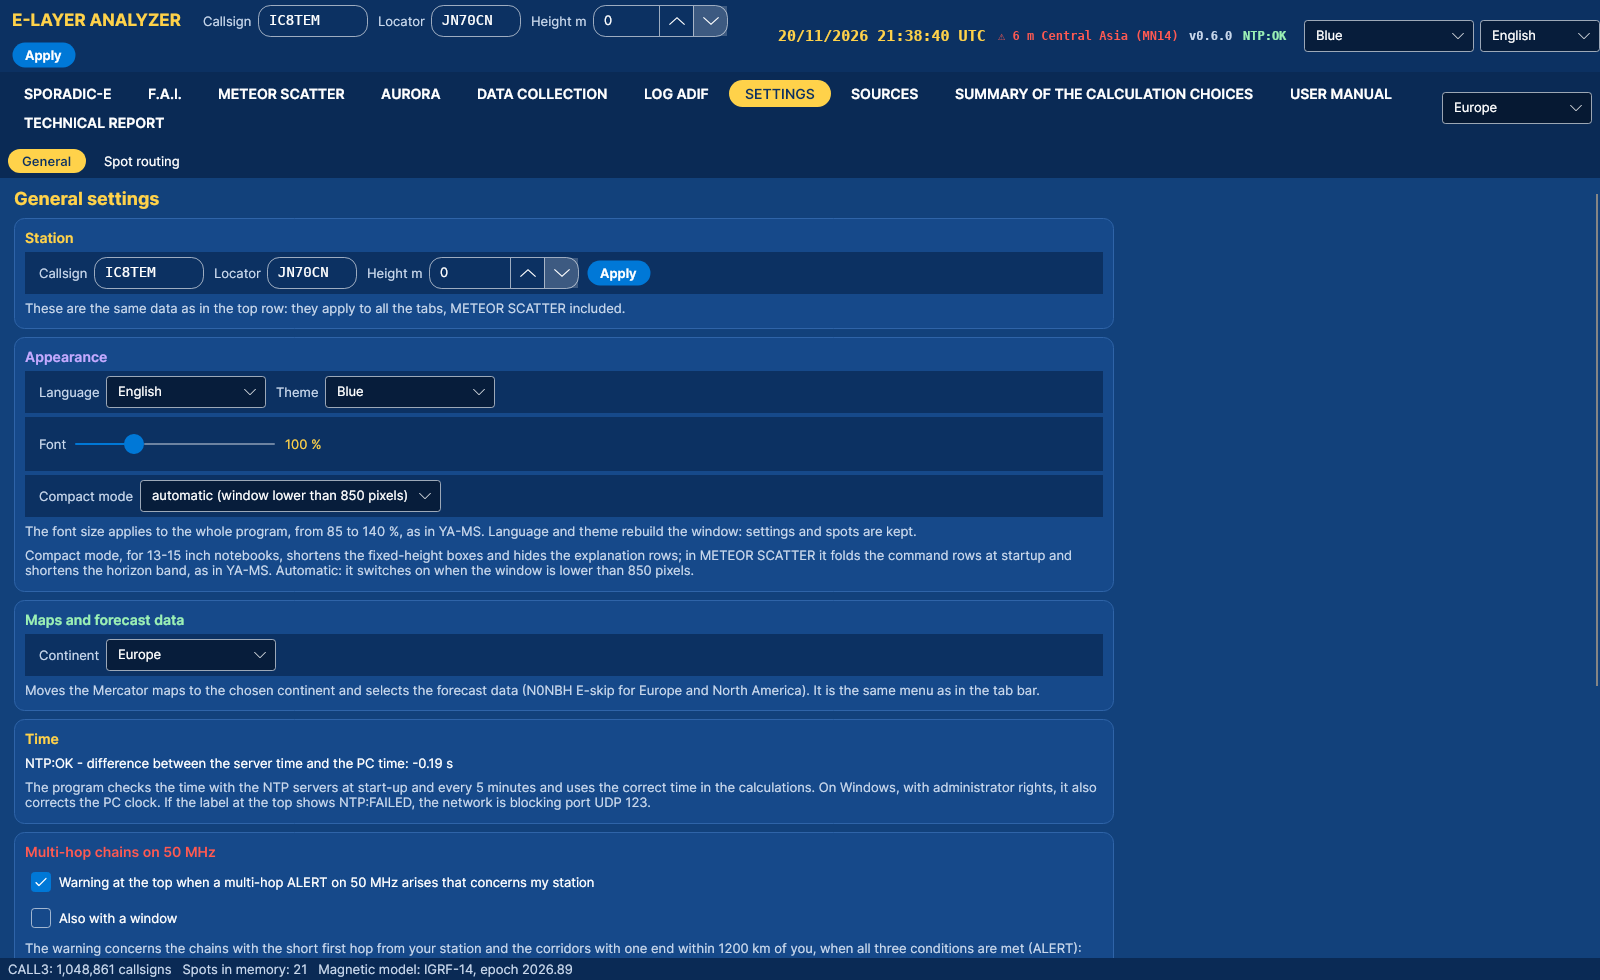 E-LAYER ANALYZER Callsign IC8TEM Locator JN70CN Height m 0
20/11/2026 21:38:40 UTC ⚠ 6 m Central Asia (MN14) v0.6.0 NTP:OK Blue English
Apply
SPORADIC-E F.A.I. METEOR SCATTER AURORA DATA COLLECTION LOG ADIF SETTINGS SOURCES SUMMARY OF THE CALCULATION CHOICES USER MANUAL
TECHNICAL REPORT
Europe
General Spot routing
General settings
Station
Callsign IC8TEM Locator JN70CN Height m 0 Apply
These are the same data as in the top row: they apply to all the tabs, METEOR SCATTER included.
Appearance
Language English Theme Blue
Font 100 %
Compact mode automatic (window lower than 850 pixels)
The font size applies to the whole program, from 85 to 140 %, as in YA-MS. Language and theme rebuild the window: settings and spots are kept.
Compact mode, for 13-15 inch notebooks, shortens the fixed-height boxes and hides the explanation rows; in METEOR SCATTER it folds the command rows at startup and
shortens the horizon band, as in YA-MS. Automatic: it switches on when the window is lower than 850 pixels.
Maps and forecast data
Continent Europe
Moves the Mercator maps to the chosen continent and selects the forecast data (N0NBH E-skip for Europe and North America). It is the same menu as in the tab bar.
Time
NTP:OK - difference between the server time and the PC time: -0.19 s
The program checks the time with the NTP servers at start-up and every 5 minutes and uses the correct time in the calculations. On Windows, with administrator rights, it also
corrects the PC clock. If the label at the top shows NTP:FAILED, the network is blocking port UDP 123.
Multi-hop chains on 50 MHz
Warning at the top when a multi-hop ALERT on 50 MHz arises that concerns my station
Also with a window
The warning concerns the chains with the short first hop from your station and the corridors with one end within 1200 km of you, when all three conditions are met (ALERT):
CALL3: 1,048,861 callsigns Spots in memory: 21 Magnetic model: IGRF-14, epoch 2026.89